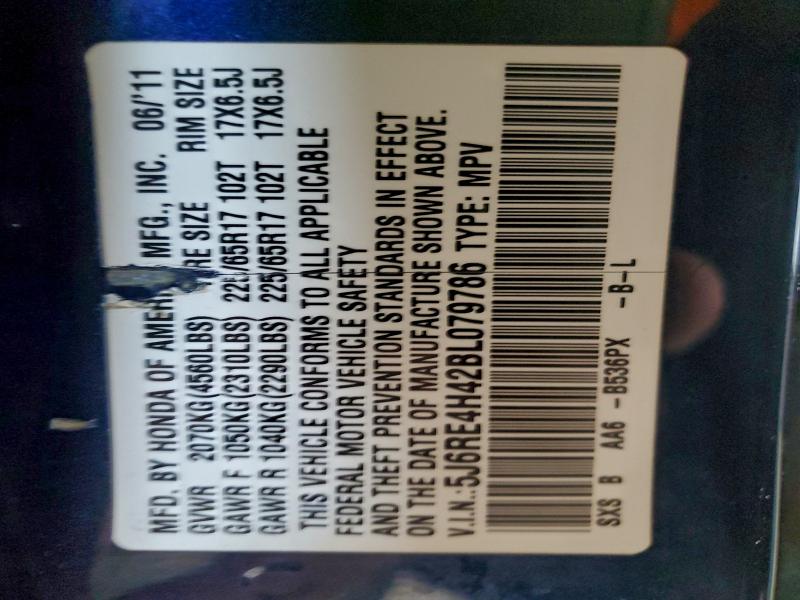 MFD. BY HONDA OF MFG., INC. 06/'11
GVWR 2070KG(4560LBS) RE SIZE RIM SIZE
GAWR F 1050KG(2310LBS) 225/65R17 102T 17X6.5J
GAWR R 1040KG(2290LBS) 225/65R17 102T 17X6.5J
THIS VEHICLE CONFORMS TO ALL APPLICABLE
FEDERAL MOTOR VEHICLE SAFETY
AND THEFT PREVENTION STANDARDS IN EFFECT
ON THE DATE OF MANUFACTURE SHOWN ABOVE.
V.I.N.:5J6RE4H42BL079786 TYPE: MPV
SXS B AA6 -B536PX -B-L